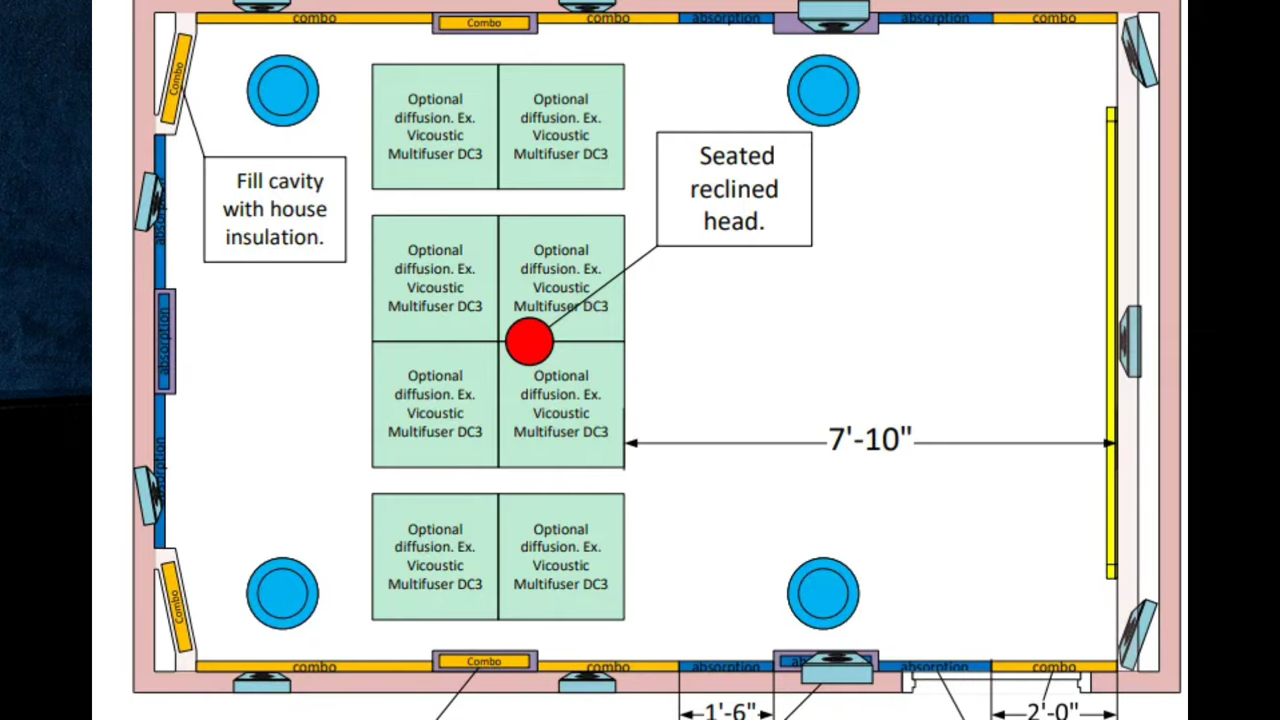 combo
Combo
combo
absorption
absorption
combo
Combo
Optional
diffusion. Ex.
Vicoustic
Multifuser DC3
Optional
diffusion. Ex.
Vicoustic
Multifuser DC3
Seated
reclined
head.
Fill cavity
with house
insulation.
Optional
diffusion. Ex.
Vicoustic
Multifuser DC3
Optional
diffusion. Ex.
Vicoustic
Multifuser DC3
absorption
Optional
diffusion. Ex.
Vicoustic
Multifuser DC3
Optional
diffusion. Ex.
Vicoustic
Multifuser DC3
7'-10"
Optional
diffusion. Ex.
Vicoustic
Multifuser DC3
Optional
diffusion. Ex.
Vicoustic
Multifuser DC3
Combo
combo
Combo
combo
absorption
absorption
combo
1'-6"
2'-0"